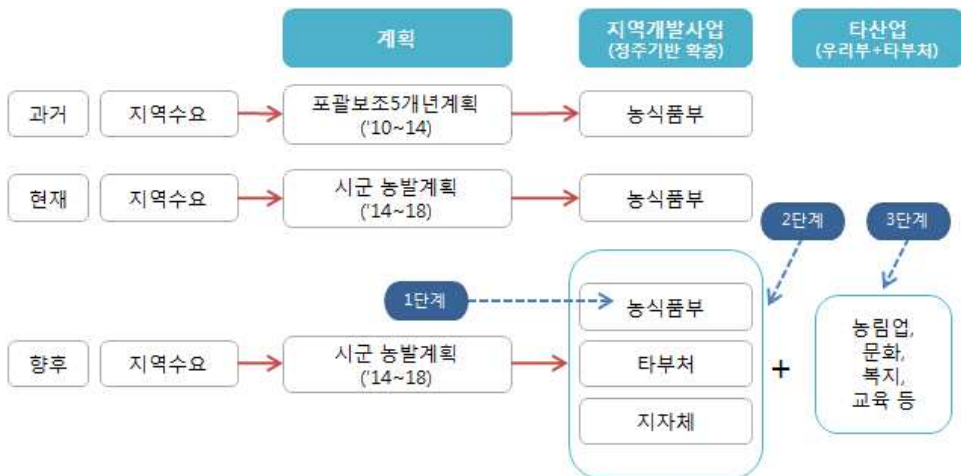 계획
지역개발사업
(정주기반 확충)
타산업
(우리부+타부처)
과거
지역수요
포괄보조5개년계획
('10~14)
농식품부
현재
지역수요
시군 농발계획
('14~18)
농식품부
2단계
3단계
1단계
농식품부
향후
지역수요
시군 농발계획
('14~18)
타부처
지자체
+
농림업,
문화,
복지,
교육 등